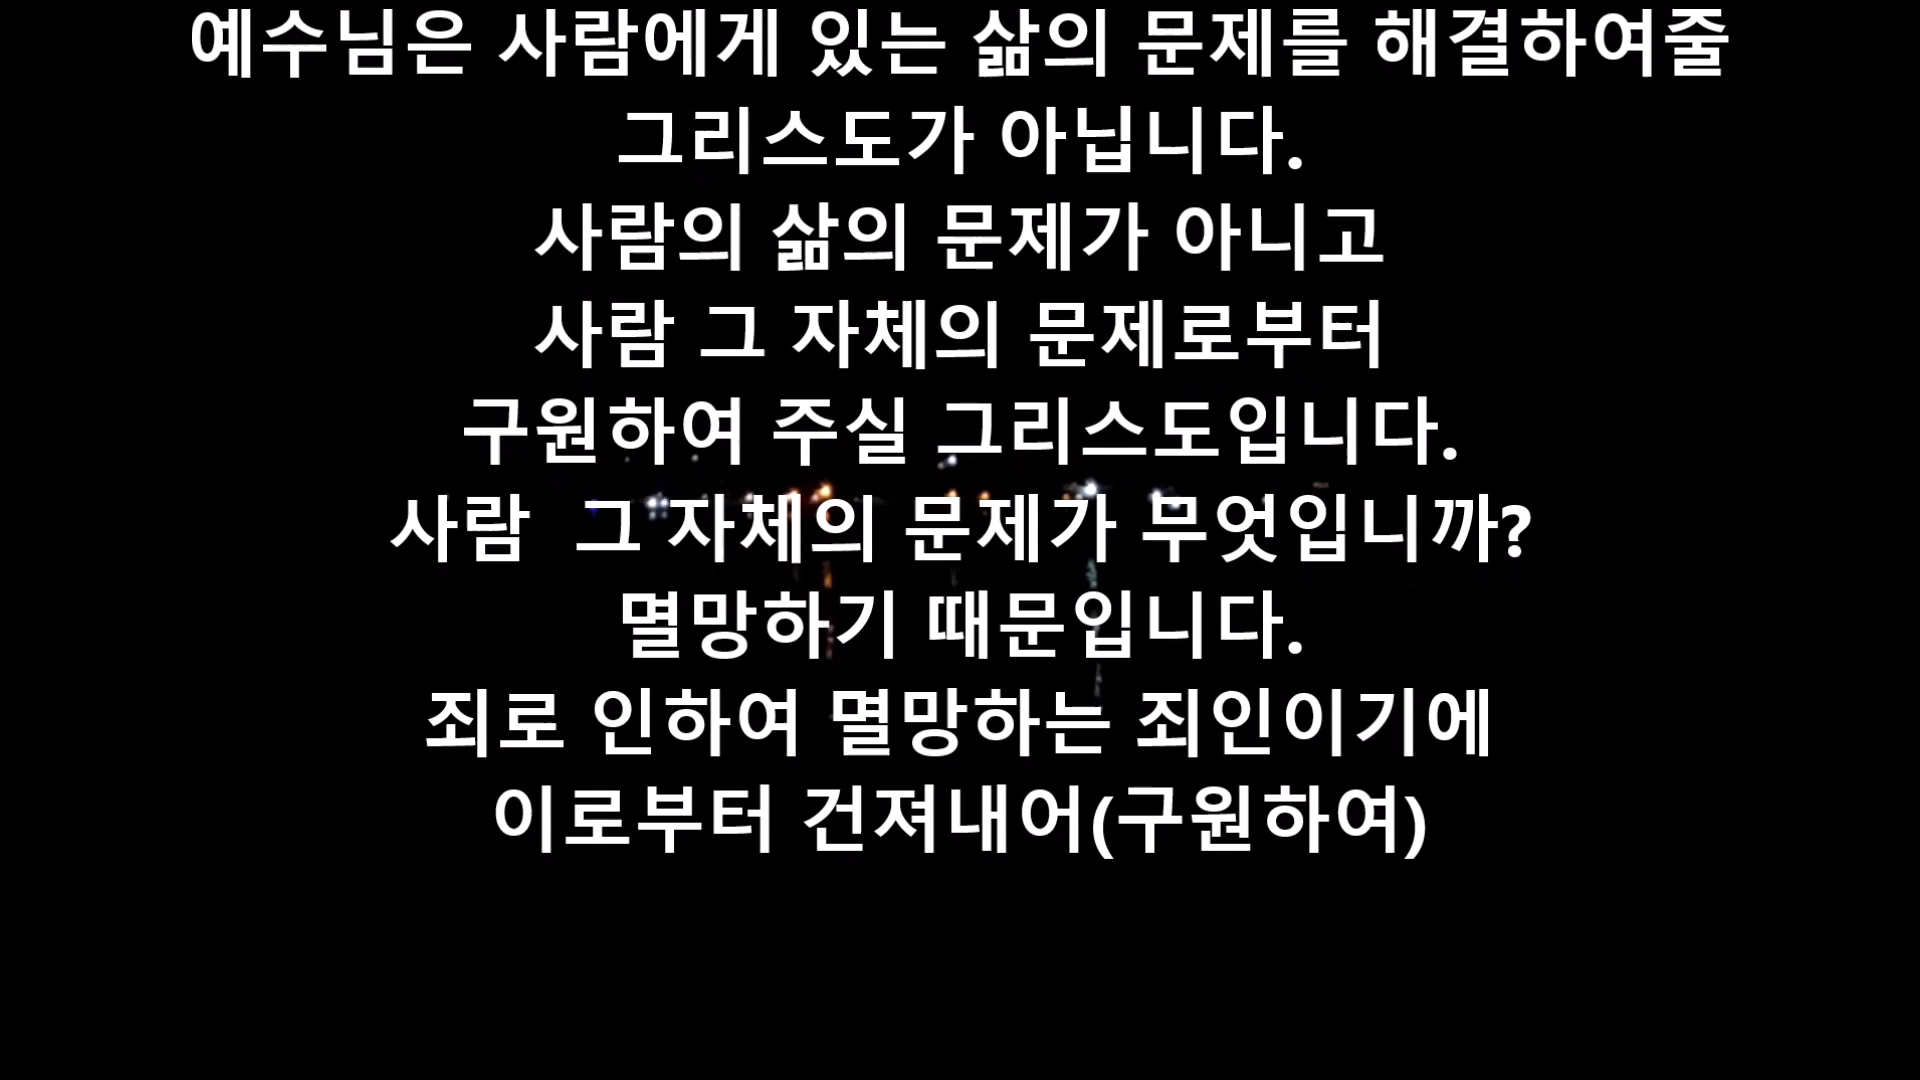 예수님은 사람에게 있는 삶의 문제를 해결하여줄
그리스도가 아닙니다.
사람의 삶의 문제가 아니고
사람 그 자체의 문제로부터
구원하여 주실 그리스도입니다.
사람  그 자체의 문제가 무엇입니까?
멸망하기 때문입니다.
죄로 인하여 멸망하는 죄인이기에
이로부터 건져내어(구원하여)